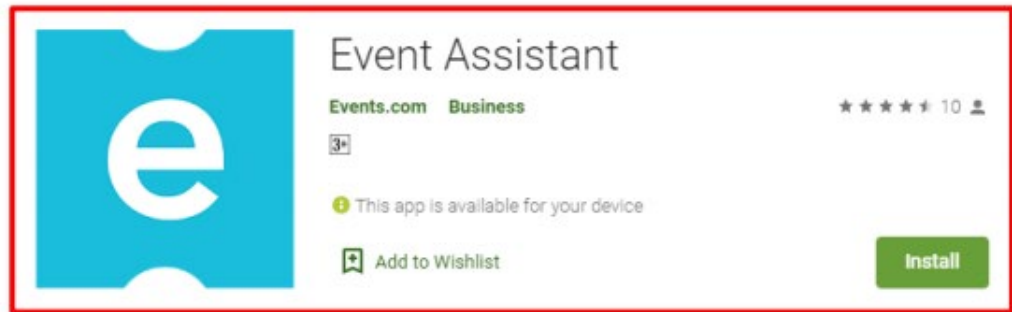 e
Event Assistant
Events.com Business 10
3+
This app is available for your device
Add to Wishlist Install